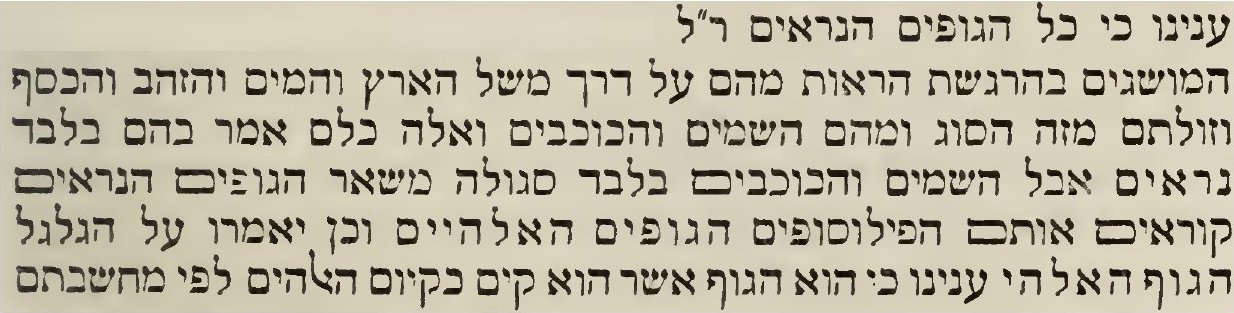 ענינו כי כל הגופים הנראים ר״ל
המושגים בהרגשת הראות מהם על דרך משל הארץ והמים והזהב והכסף
וזולתם מזה הסוג ומהם השמים והכוכבים ואלה כלם אמר בהם בלבד
נראים אבל השמים והכוכבים בלבד סגולה משאר הגופים הנראים
קוראים אותם הפילוסופים הגופים האלהיים וכן יאמרו על הגלגל
הגוף האלהי ענינו כי הוא הגוף אשר הוא קים בקיום האלהים לפי מחשבתם